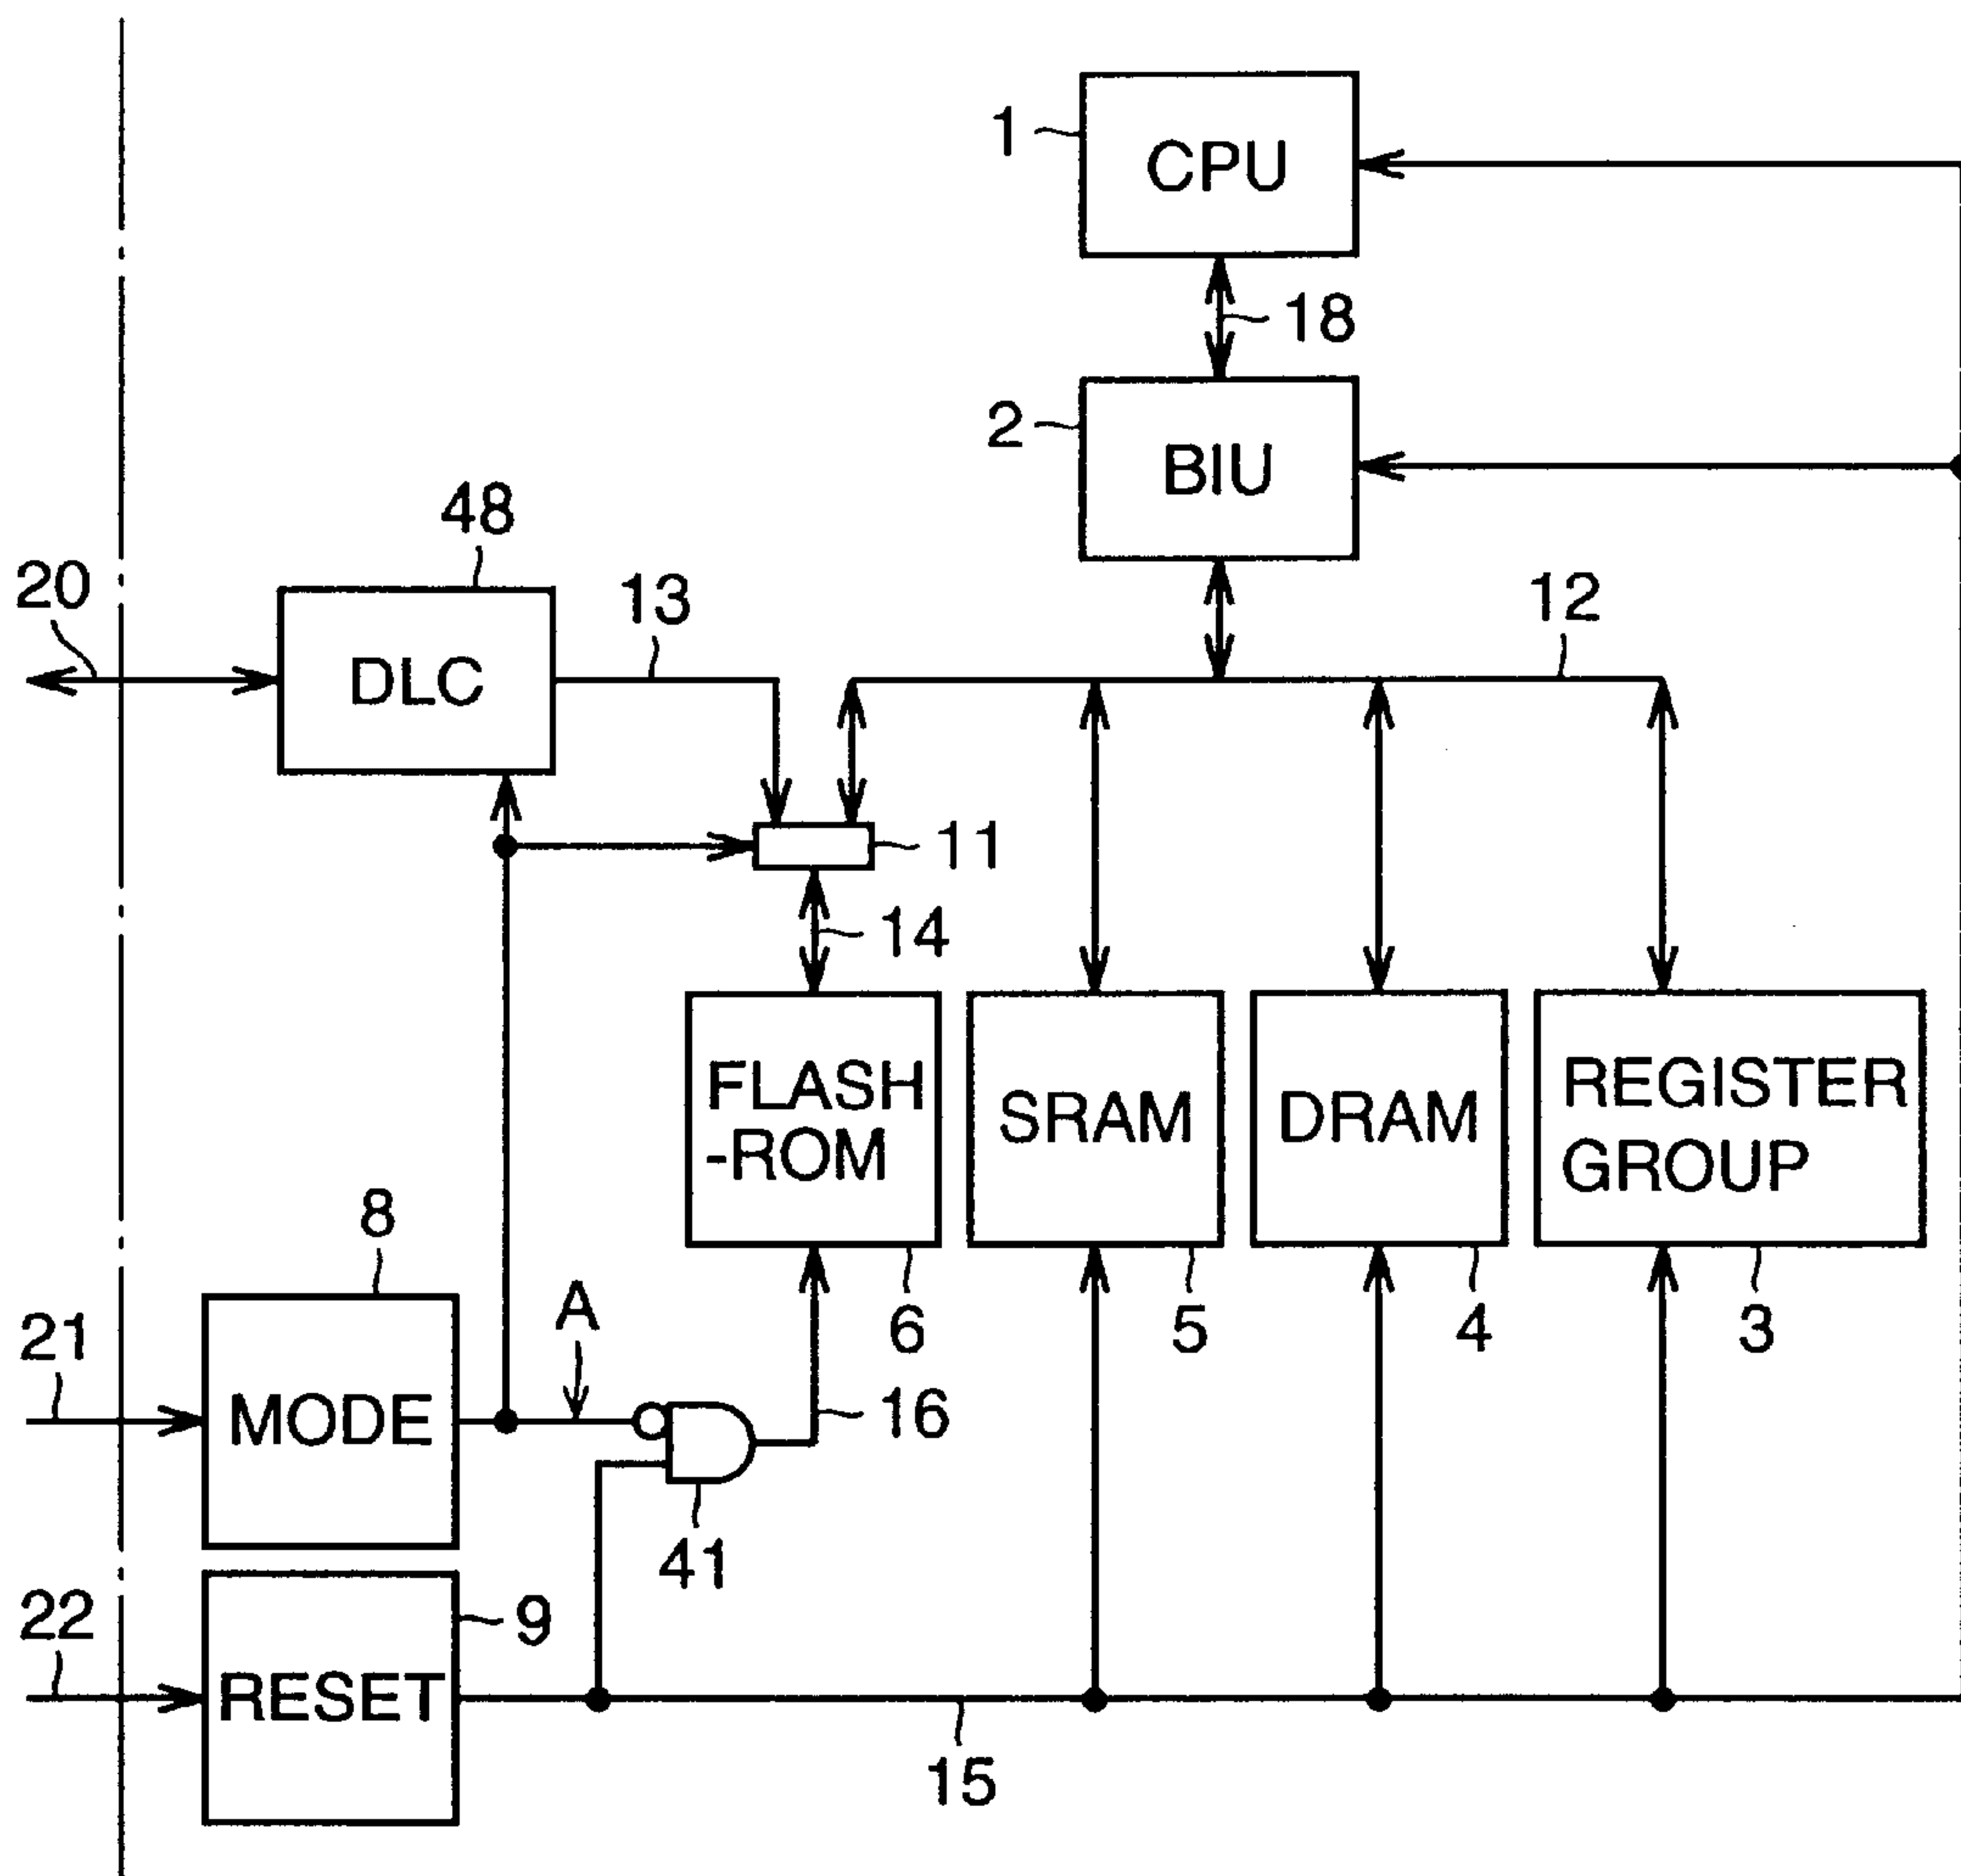 1
CPU
18
2
BIU
48
20
13
12
DLC
11
14
FLASH
-ROM
SRAM
DRAM
REGISTER
GROUP
8
A
6
5
4
3
21
MODE
16
41
22
9
RESET
15